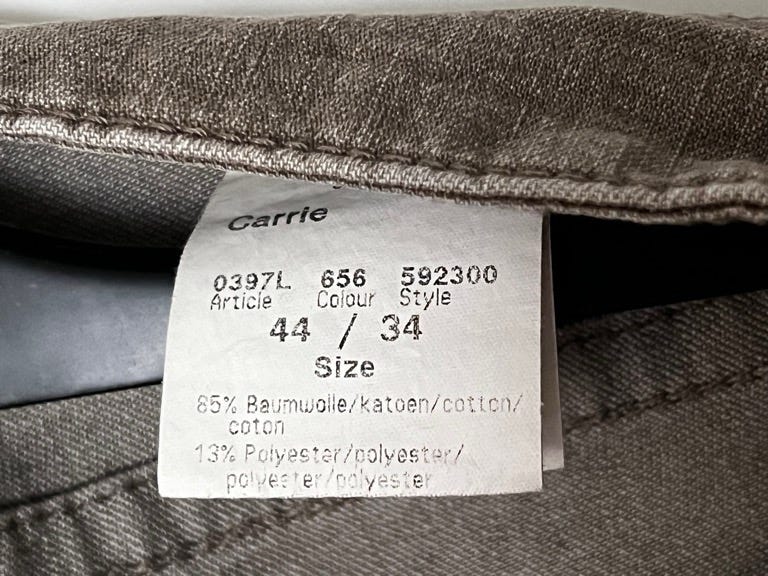 Carrie
0397L 656 592300
Article Colour Style
44 / 34
Size
85% Baumwolle/katoen/cotton/
coton
13% Polyester/polyester/
polyester/polyester